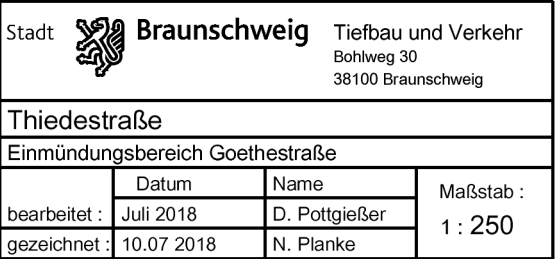 Stadt Braunschweig Tiefbau und Verkehr
Bohlweg 30
38100 Braunschweig
Thiedestraße
Einmündungsbereich Goethestraße
Datum Name Maßstab :
bearbeitet : Juli 2018 D. Pottgießer
1 : 250
gezeichnet : 10.07 2018 N. Planke